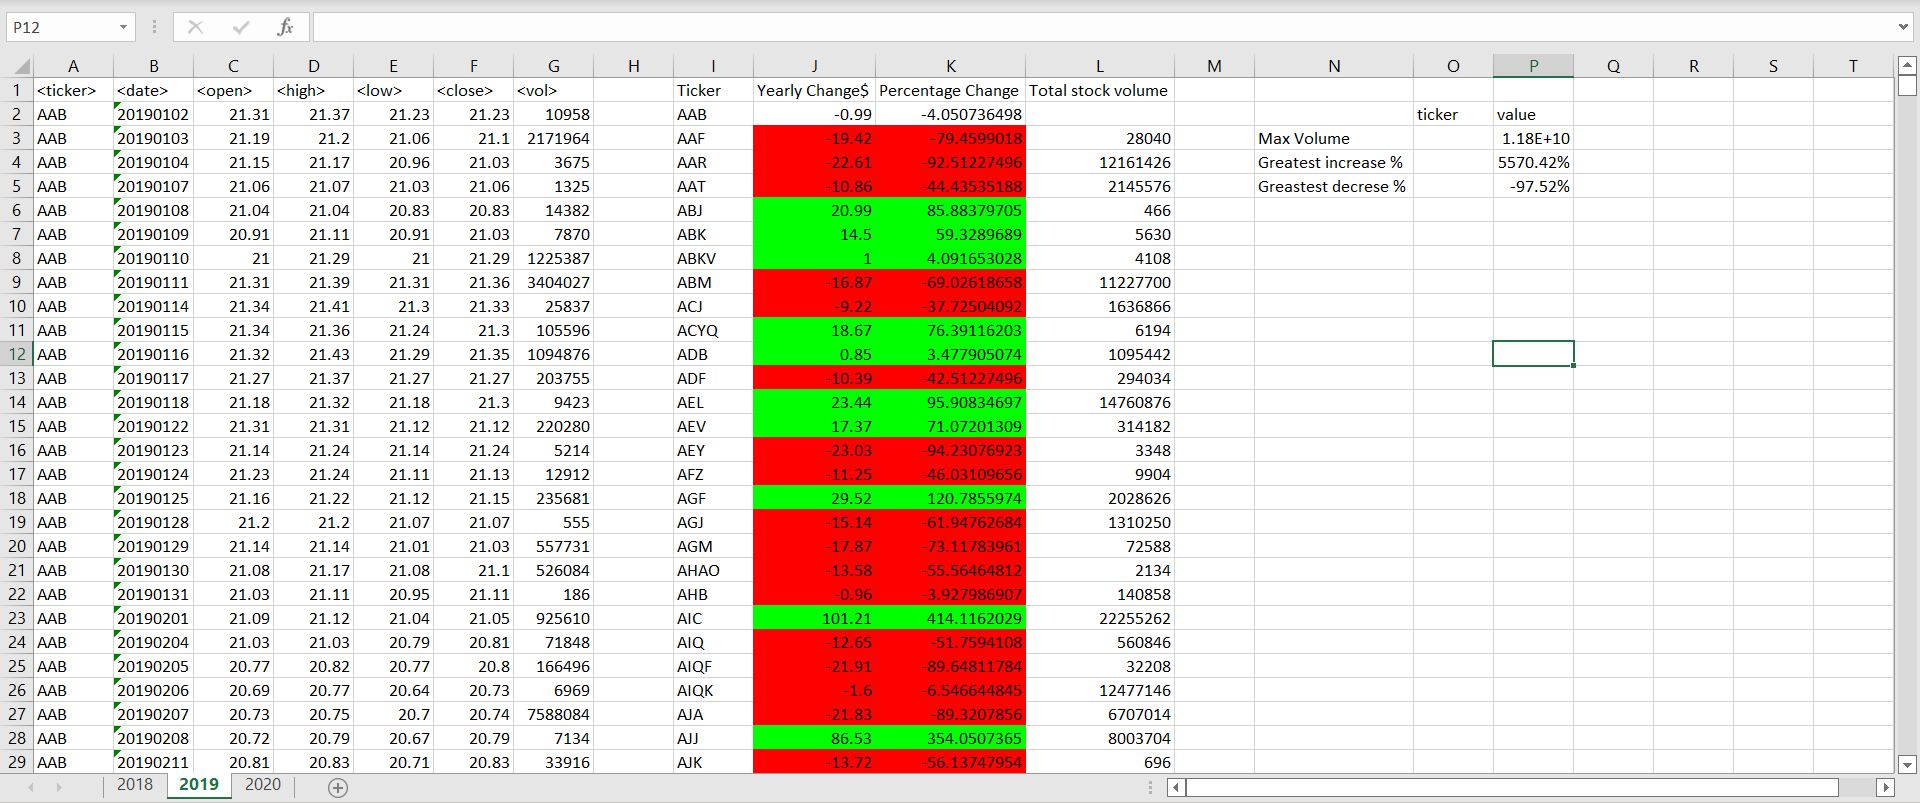 P12 fx
A B C D E F G H I J K L M N O P Q R S T
1 <ticker> <date> <open> <high> <low> <close> <vol> Ticker Yearly Change$ Percentage Change Total stock volume
2 AAB 20190102 21.31 21.37 21.23 21.23 10958 AAB -0.99 -4.050736498 ticker value
3 AAB 20190103 21.19 21.2 21.06 21.1 2171964 AAF -19.42 -79.4599018 28040 Max Volume 1.18E+10
4 AAB 20190104 21.15 21.17 20.96 21.03 3675 AAR -22.61 -92.51227496 12161426 Greatest increase % 5570.42%
5 AAB 20190107 21.06 21.07 21.03 21.06 1325 AAT -10.86 -44.43535188 2145576 Greastest decrese % -97.52%
6 AAB 20190108 21.04 21.04 20.83 20.83 14382 ABJ 20.99 85.88379705 466
7 AAB 20190109 20.91 21.11 20.91 21.03 7870 ABK 14.5 59.3289689 5630
8 AAB 20190110 21 21.29 21 21.29 1225387 ABKV 1 4.091653028 4108
9 AAB 20190111 21.31 21.39 21.31 21.36 3404027 ABM -16.87 -69.02618658 11227700
10 AAB 20190114 21.34 21.41 21.3 21.33 25837 ACJ -9.22 -37.72504092 1636866
11 AAB 20190115 21.34 21.36 21.24 21.3 105596 ACYQ 18.67 76.39116203 6194
12 AAB 20190116 21.32 21.43 21.29 21.35 1094876 ADB 0.85 3.477905074 1095442
13 AAB 20190117 21.27 21.37 21.27 21.27 203755 ADF -10.39 -42.51227496 294034
14 AAB 20190118 21.18 21.32 21.18 21.3 9423 AEL 23.44 95.90834697 14760876
15 AAB 20190122 21.31 21.31 21.12 21.12 220280 AEV 17.37 71.07201309 314182
16 AAB 20190123 21.14 21.24 21.14 21.24 5214 AEY -23.03 -94.23076923 3348
17 AAB 20190124 21.23 21.24 21.11 21.13 12912 AFZ -11.25 -46.03109656 9904
18 AAB 20190125 21.16 21.22 21.12 21.15 235681 AGF 29.52 120.7855974 2028626
19 AAB 20190128 21.2 21.2 21.07 21.07 555 AGJ -15.14 -61.94762684 1310250
20 AAB 20190129 21.14 21.14 21.01 21.03 557731 AGM -17.87 -73.11783961 72588
21 AAB 20190130 21.08 21.17 21.08 21.1 526084 AHAO -13.58 -55.56464812 2134
22 AAB 20190131 21.03 21.11 20.95 21.11 186 AHB -0.96 -3.927986907 140858
23 AAB 20190201 21.09 21.12 21.04 21.05 925610 AIC 101.21 414.1162029 22255262
24 AAB 20190204 21.03 21.03 20.79 20.81 71848 AIQ -12.65 -51.7594108 560846
25 AAB 20190205 20.77 20.82 20.77 20.8 166496 AIQF -21.91 -89.64811784 32208
26 AAB 20190206 20.69 20.77 20.64 20.73 6969 AIQK -1.6 -6.546644845 12477146
27 AAB 20190207 20.73 20.75 20.7 20.74 7588084 AJA -21.83 -89.3207856 6707014
28 AAB 20190208 20.72 20.79 20.67 20.79 7134 AJJ 86.53 354.0507365 8003704
29 AAB 20190211 20.81 20.83 20.71 20.83 33916 AJK -13.72 -56.13747954 696
2018 2019 2020